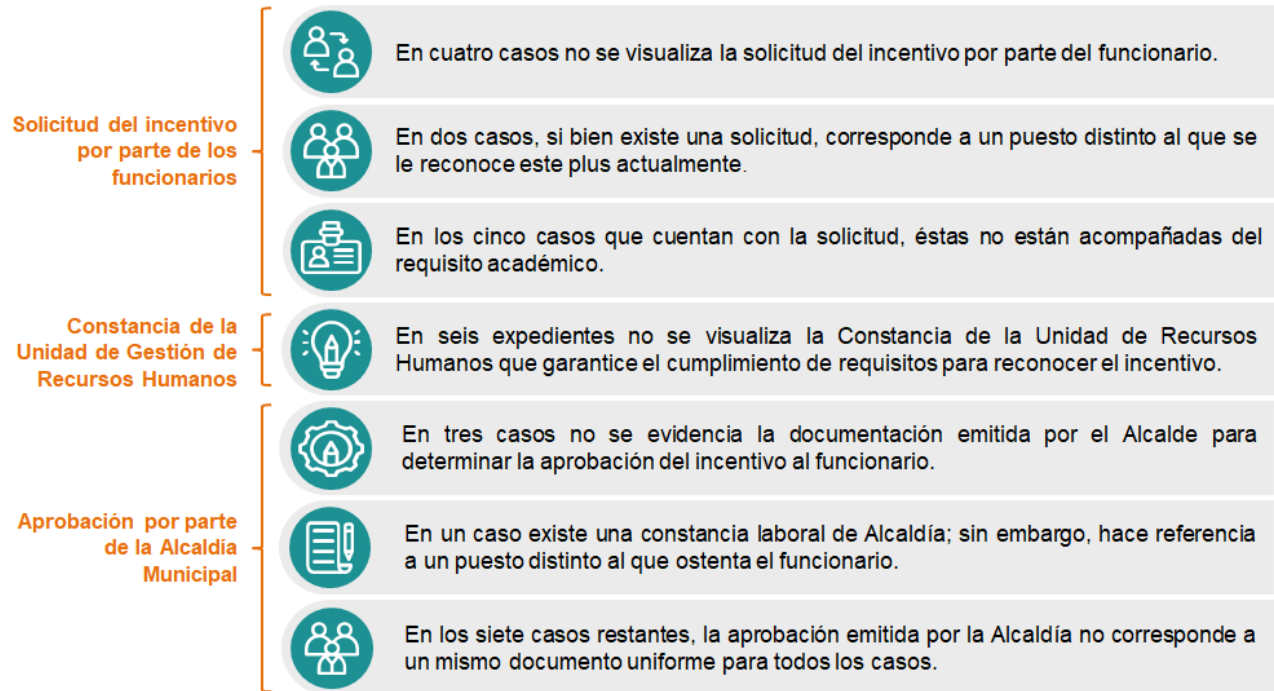 Solicitud del incentivo
por parte de los
funcionarios
En cuatro casos no se visualiza la solicitud del incentivo por parte del funcionario.
En dos casos, si bien existe una solicitud, corresponde a un puesto distinto al que se
le reconoce este plus actualmente.
En los cinco casos que cuentan con la solicitud, éstas no están acompañadas del
requisito académico.
Constancia de la
Unidad de Gestión de
Recursos Humanos
En seis expedientes no se visualiza la Constancia de la Unidad de Recursos
Humanos que garantice el cumplimiento de requisitos para reconocer el incentivo.
Aprobación por parte
de la Alcaldía
Municipal
En tres casos no se evidencia la documentación emitida por el Alcalde para
determinar la aprobación del incentivo al funcionario.
En un caso existe una constancia laboral de Alcaldía; sin embargo, hace referencia
a un puesto distinto al que ostenta el funcionario.
En los siete casos restantes, la aprobación emitida por la Alcaldía no corresponde a
un mismo documento uniforme para todos los casos.